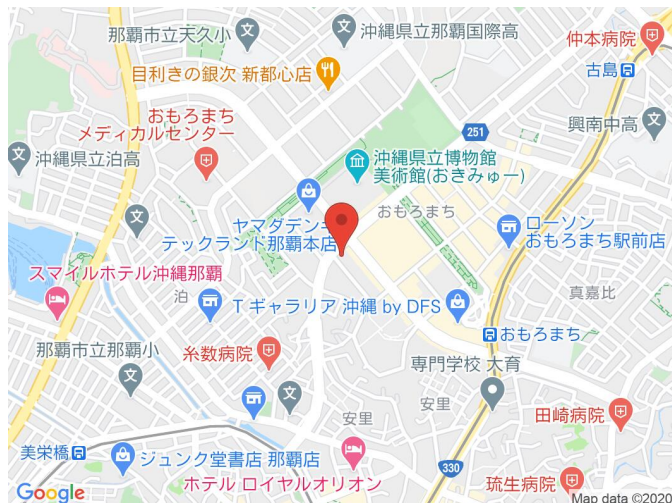 那覇市立天久小
沖縄県立那覇国際高
仲本病院
古島
目利きの銀次 新都心店
おもろまち
メディカルセンター
251
興南中高
沖縄県立泊高
沖縄県立博物館
美術館(おきみゅー)
おもろまち
ヤマダデンキ
テックランド那覇本店
ローソン
おもろまち駅前店
スマイルホテル沖縄那覇
泊
真嘉比
T ギャラリア 沖縄 by DFS
おもろまち
那覇市立那覇小
糸数病院
専門学校 大育
安里
安里
田崎病院
美栄橋
ジュンク堂書店 那覇店
330
ホテル ロイヤルオリオン
琉生病院
Google
Map data ©2020